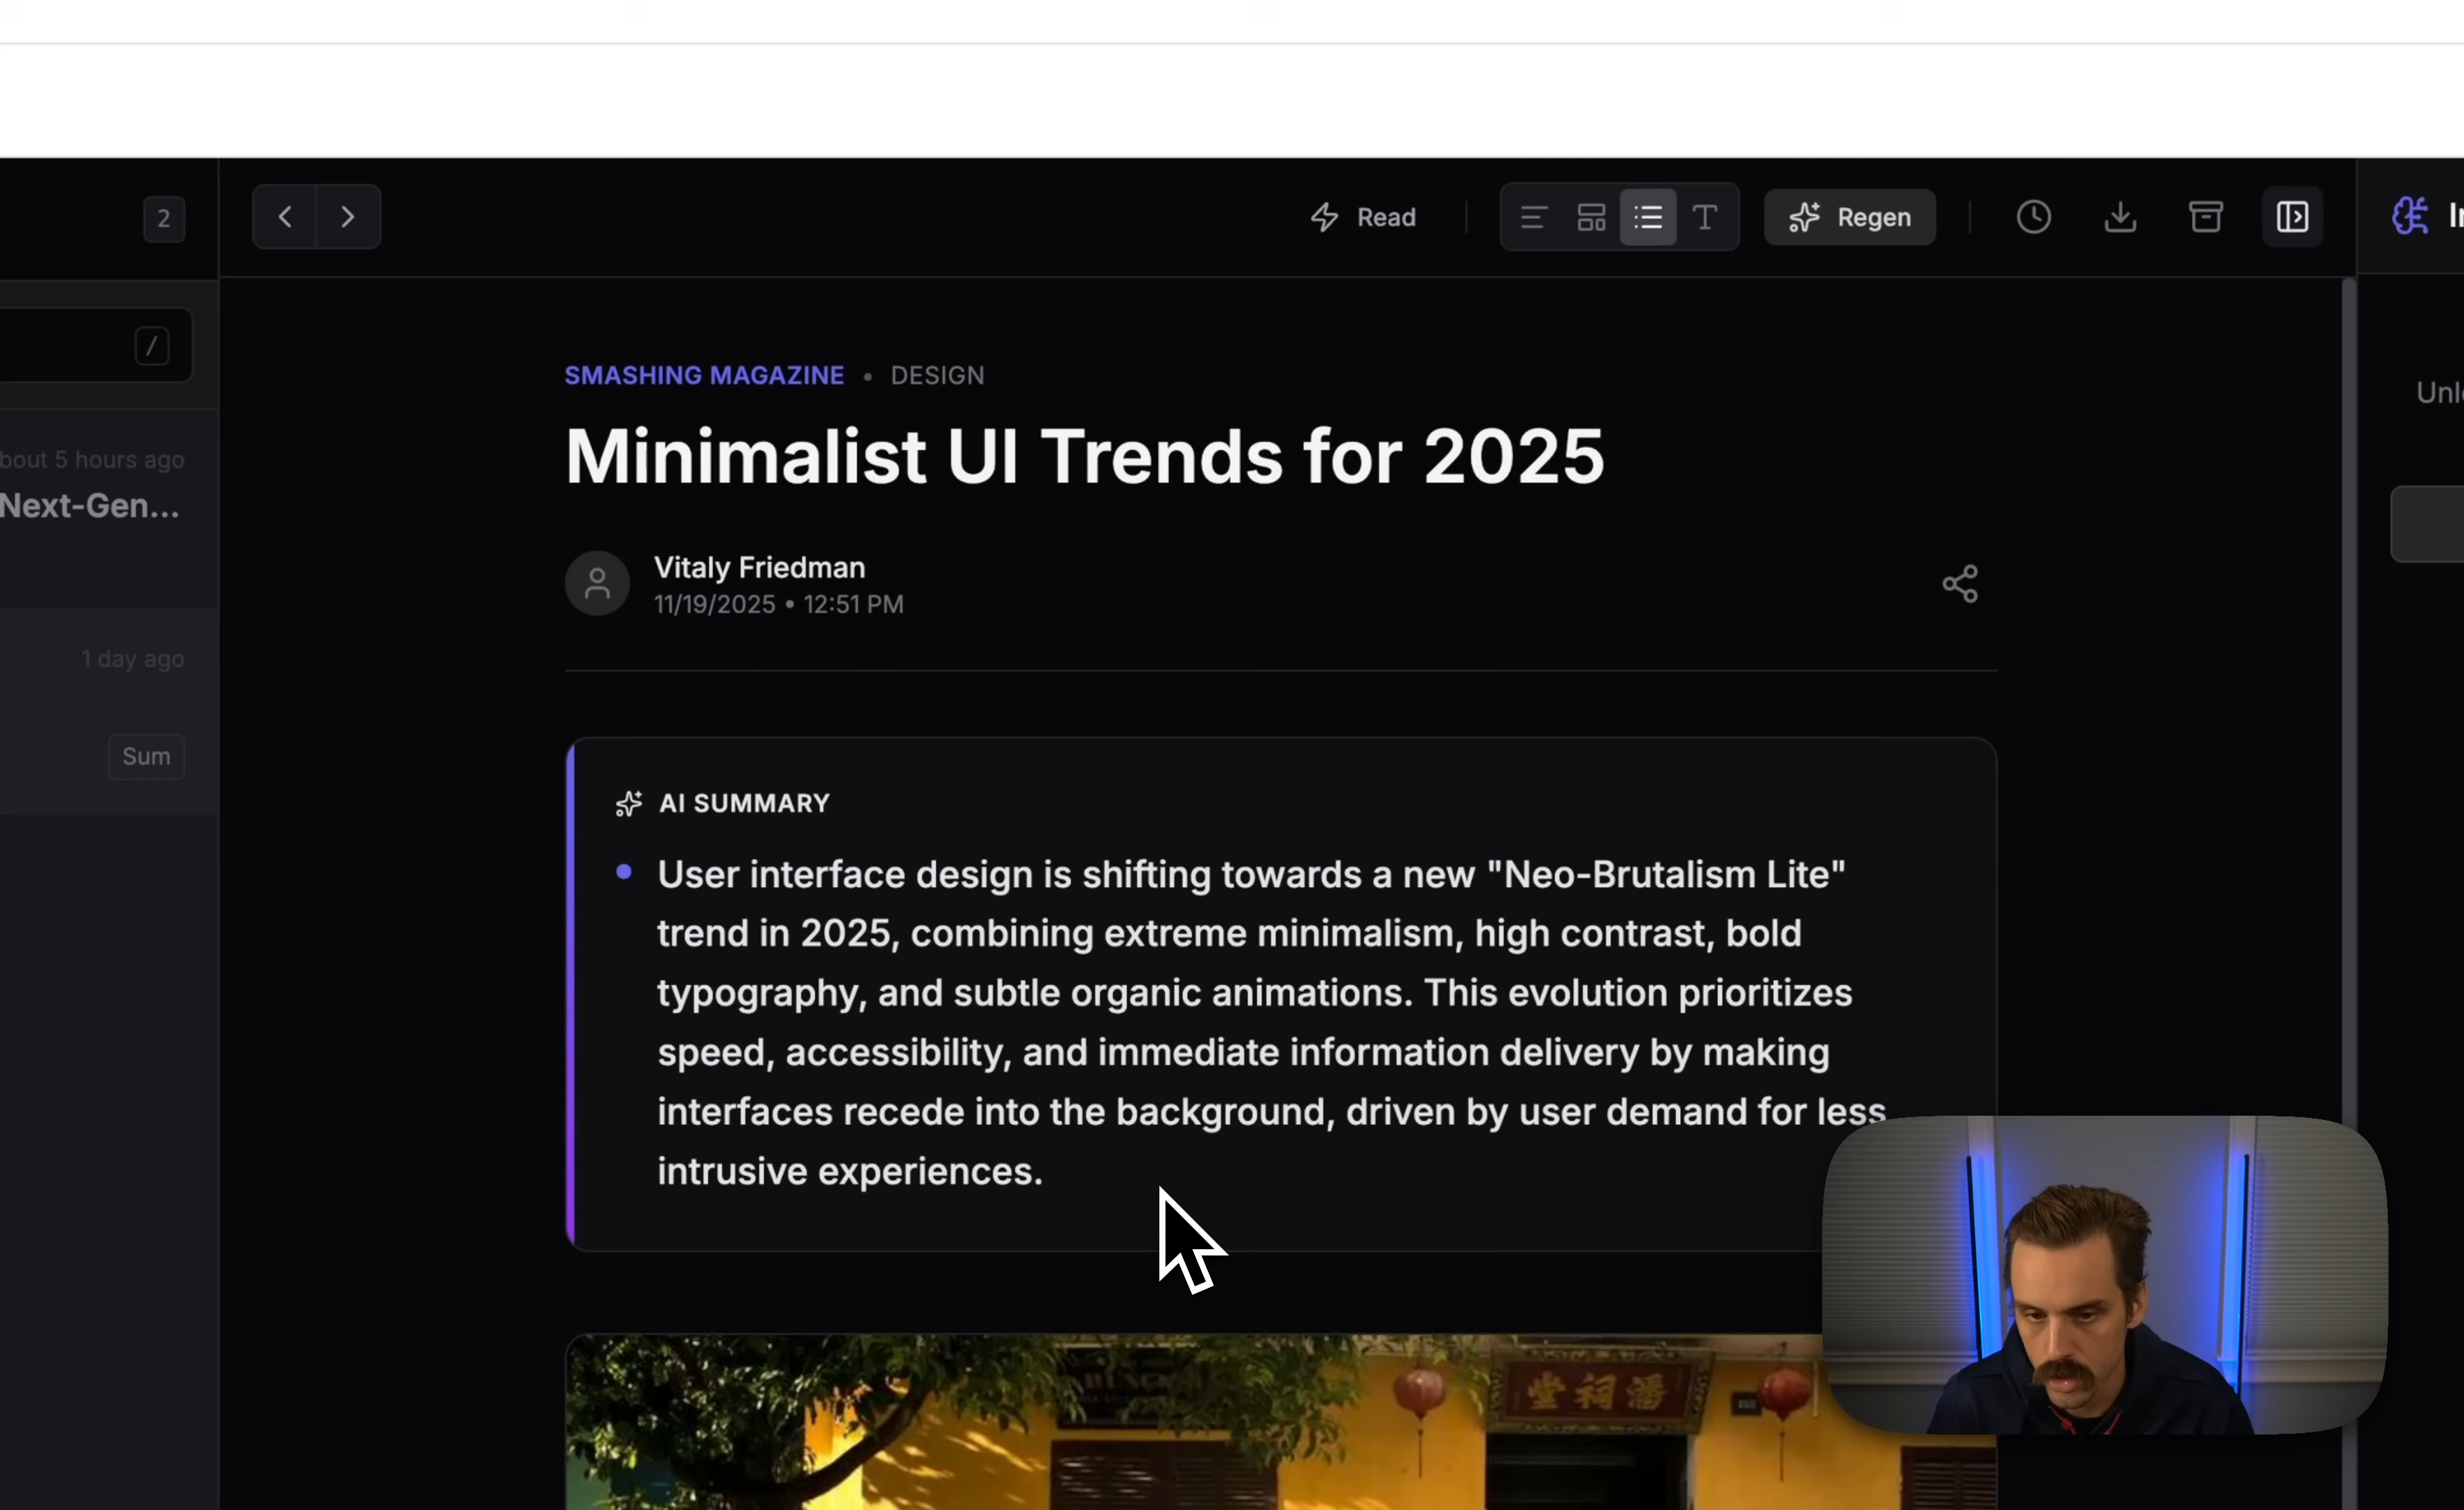 2
Read
Regen
/
SMASHING MAGAZINE • DESIGN
Minimalist UI Trends for 2025
bout 5 hours ago
Next-Gen...
Vitaly Friedman
11/19/2025 • 12:51 PM
1 day ago
Sum
AI SUMMARY
• User interface design is shifting towards a new "Neo-Brutalism Lite"
trend in 2025, combining extreme minimalism, high contrast, bold
typography, and subtle organic animations. This evolution prioritizes
speed, accessibility, and immediate information delivery by making
interfaces recede into the background, driven by user demand for less
intrusive experiences.
堂祠潘